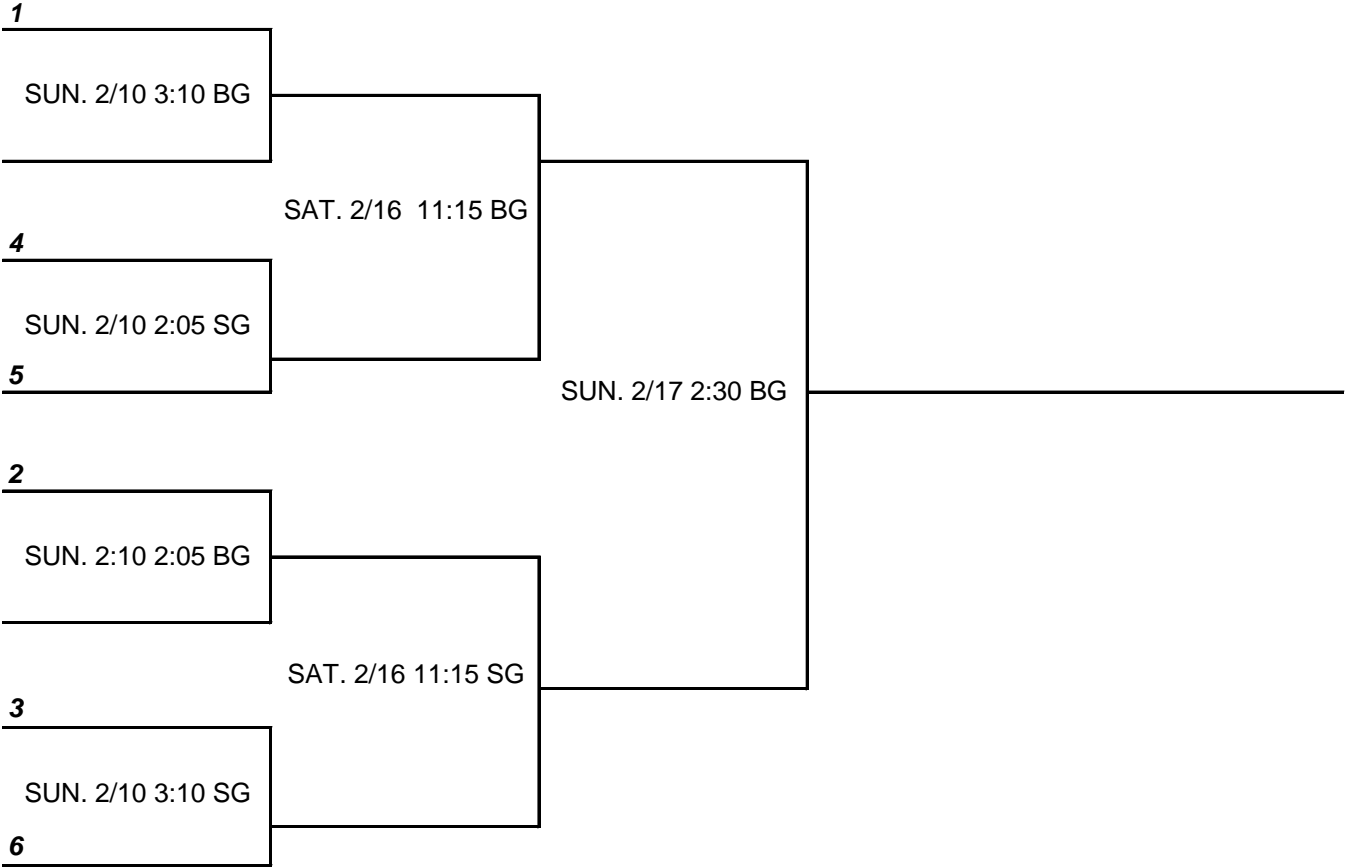 1
SUN. 2/10 3:10 BG
SAT. 2/16  11:15 BG
4
SUN. 2/10 2:05 SG
5
SUN. 2/17 2:30 BG
2
SUN. 2:10 2:05 BG
SAT. 2/16 11:15 SG
3
SUN. 2/10 3:10 SG
6